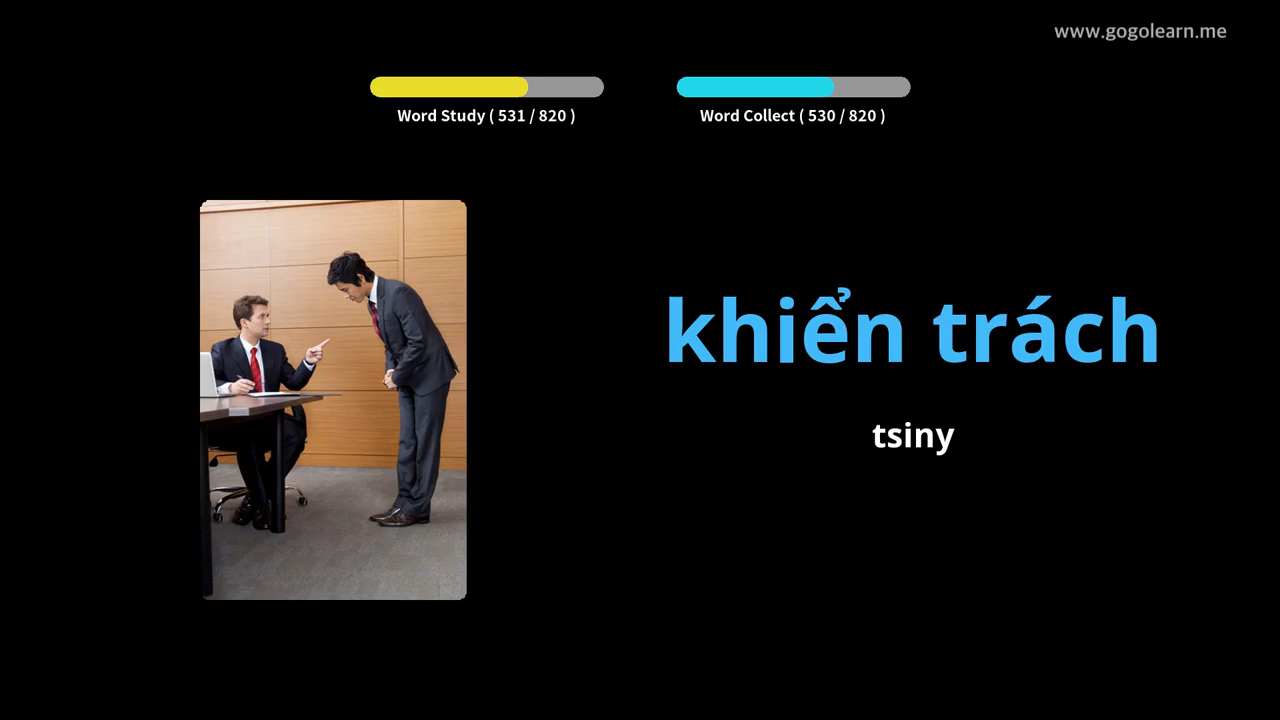 www.gogolearn.me
Word Study ( 531 / 820 )
Word Collect ( 530 / 820 )
khiển trách
tsiny